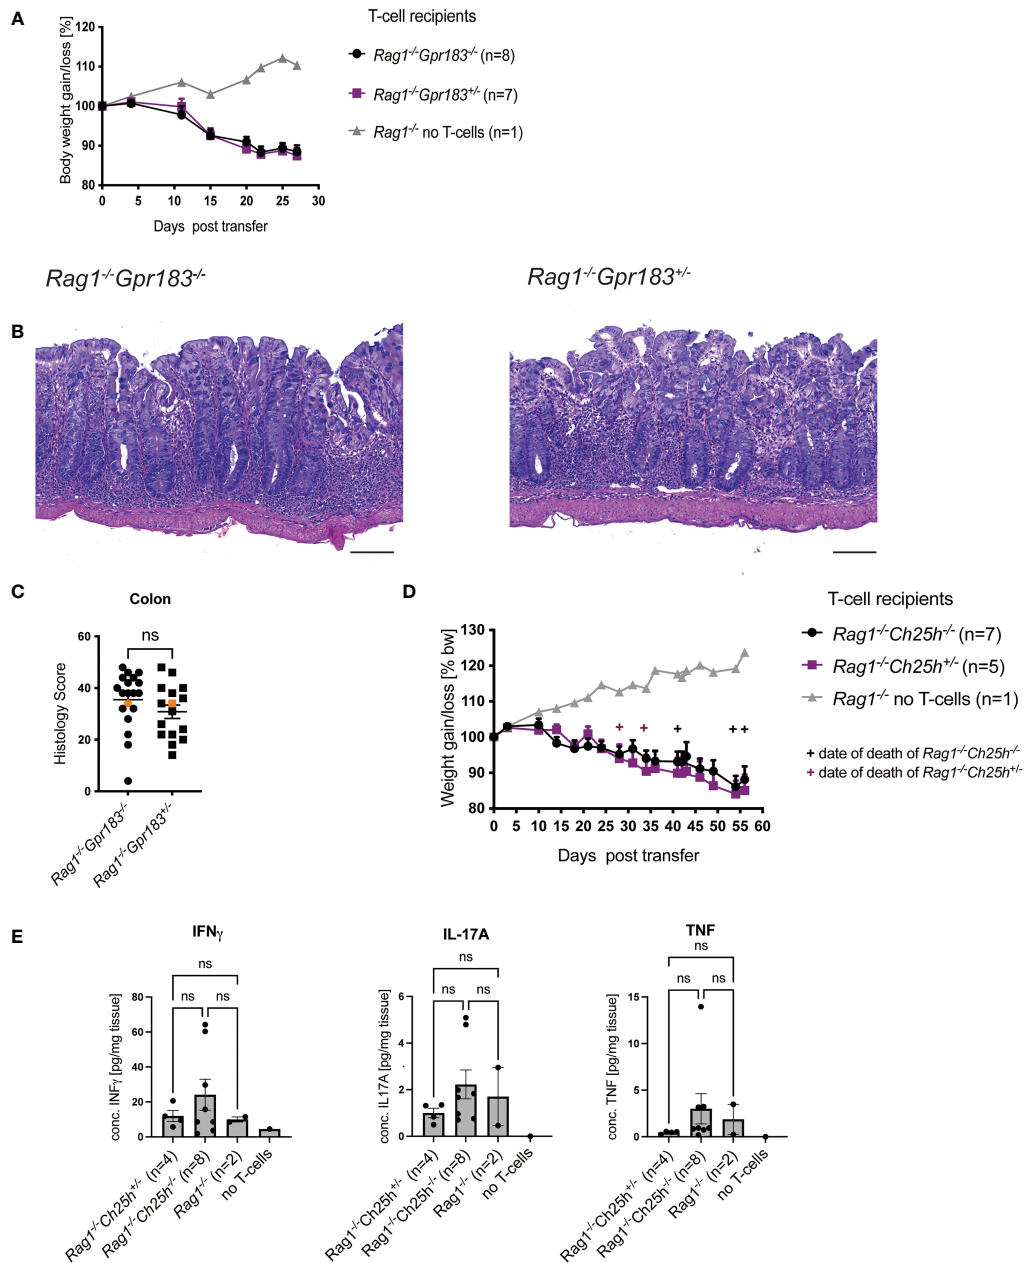 A
T-cell recipients
Rag1-/-Gpr183-/- (n=8)
Rag1-/-Gpr183+/- (n=7)
Rag1-/- no T-cells (n=1)
Body weight gain/loss [%]
120
110
100
90
80
0 5 10 15 20 25 30
Days post transfer
Rag1-/-Gpr183-/-
Rag1-/-Gpr183+/-
B
C
Colon
ns
Histology Score
60
40
20
0
Rag1-/-Gpr183-/-
Rag1-/-Gpr183+/-
D
T-cell recipients
Rag1-/-Ch25h-/- (n=7)
Rag1-/-Ch25h+/- (n=5)
Rag1-/- no T-cells (n=1)
+ date of death of Rag1-/-Ch25h-/-
+ date of death of Rag1-/-Ch25h+/-
Weight gain/loss [% bw]
130
120
110
100
90
80
+ + + + +
0 5 10 15 20 25 30 35 41 45 50 55 60
Days post transfer
E
IFNγ
ns
ns ns
conc. INFγ [pg/mg tissue]
80
60
40
20
0
Rag1-/-Ch25h+/- (n=4)
Rag1-/-Ch25h-/- (n=8)
Rag1-/- (n=2)
no T-cells
IL-17A
ns
ns ns
conc. IL17A [pg/mg tissue]
6
4
2
0
Rag1-/-Ch25h+/- (n=4)
Rag1-/-Ch25h-/- (n=8)
Rag1-/- (n=2)
no T-cells
TNF
ns
ns ns
conc. TNF [pg/mg tissue]
15
10
5
0
Rag1-/-Ch25h+/- (n=4)
Rag1-/-Ch25h-/- (n=8)
Rag1-/- (n=2)
no T-cells